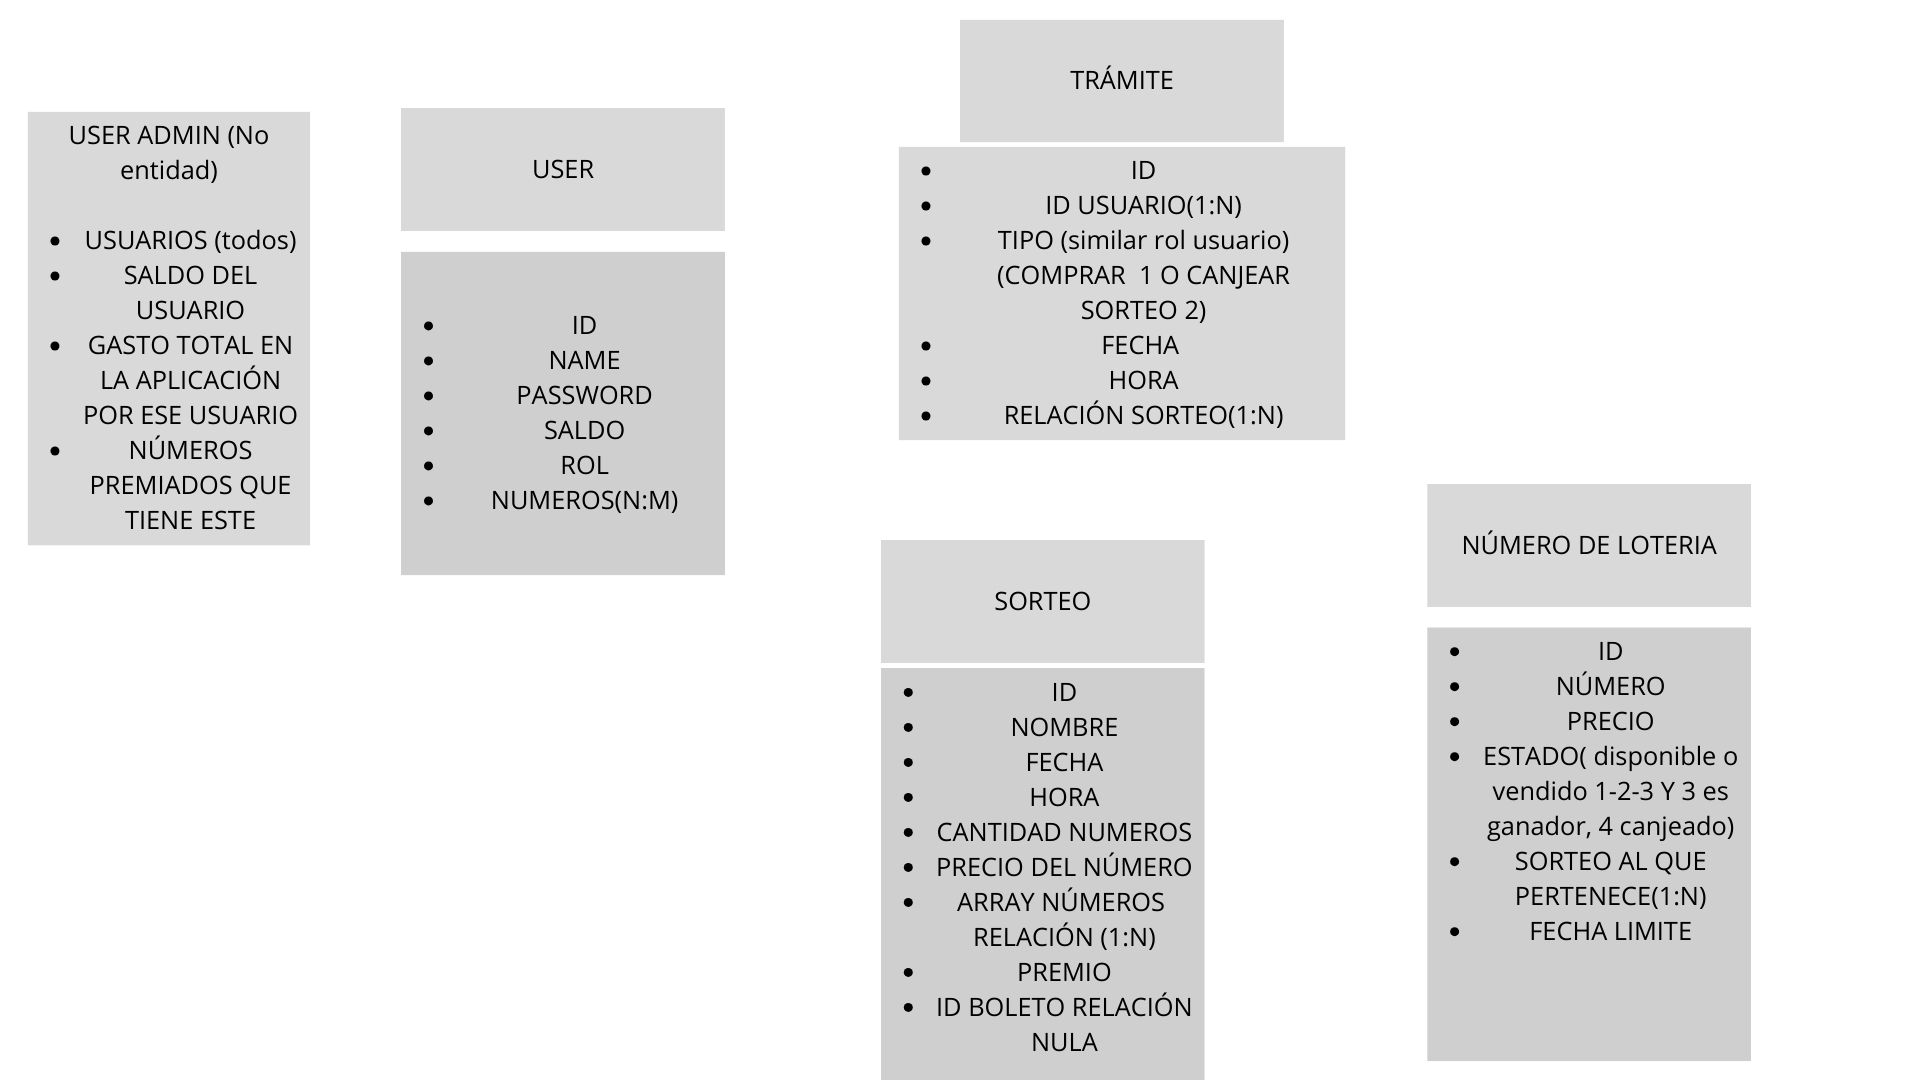 USER ADMIN (No
entidad)
USUARIOS (todos)
SALDO DEL
USUARIO
GASTO TOTAL EN
LA APLICACIÓN
POR ESE USUARIO
NÚMEROS
PREMIADOS QUE
TIENE ESTE
USER
ID
NAME
PASSWORD
SALDO
ROL
NUMEROS(N:M)
TRÁMITE
ID
ID USUARIO(1:N)
TIPO (similar rol usuario)
(COMPRAR  1 O CANJEAR
SORTEO 2)
FECHA
HORA
RELACIÓN SORTEO(1:N)
SORTEO
ID
NOMBRE
FECHA
HORA
CANTIDAD NUMEROS
PRECIO DEL NÚMERO
ARRAY NÚMEROS
RELACIÓN (1:N)
PREMIO
ID BOLETO RELACIÓN
NULA
NÚMERO DE LOTERIA
ID
NÚMERO
PRECIO
ESTADO( disponible o
vendido 1-2-3 Y 3 es
ganador, 4 canjeado)
SORTEO AL QUE
PERTENECE(1:N)
FECHA LIMITE